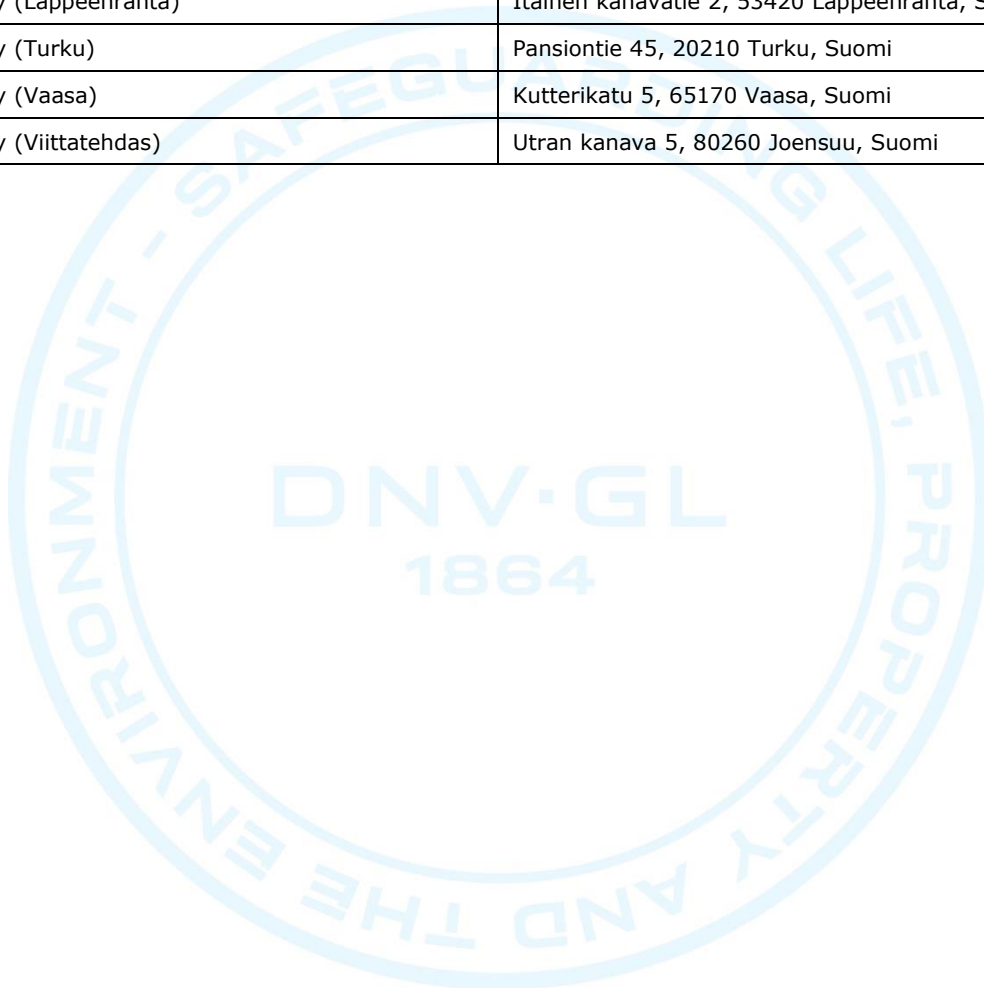 y (Lappeenranta) Itäinen kanavatie 2, 53420 Lappeenranta, S
y (Turku) Pansiontie 45, 20210 Turku, Suomi
y (Vaasa) Kutterikatu 5, 65170 Vaasa, Suomi
y (Viittatehdas) Utran kanava 5, 80260 Joensuu, Suomi
SAFEGUARDING LIFE, PROPERTY AND THE ENVIRONMENT -
DNV·GL
1864